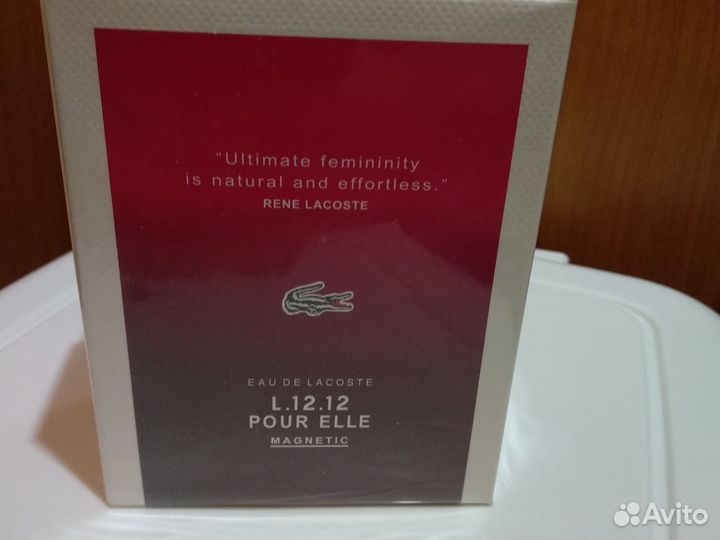 "Ultimate femininity
is natural and effortless."
RENE LACOSTE
EAU DE LACOSTE
L.12.12
POUR ELLE
MAGNETIC
Avito